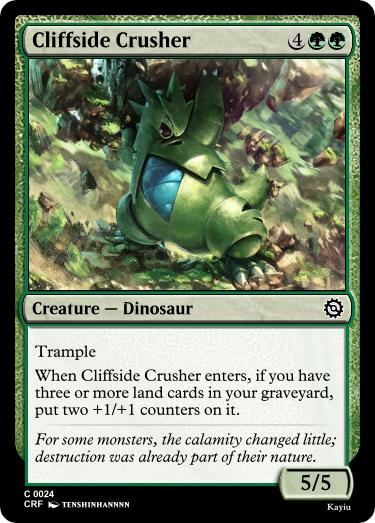 Cliffside Crusher 4
Creature — Dinosaur
Trample
When Cliffside Crusher enters, if you have
three or more land cards in your graveyard,
put two +1/+1 counters on it.
For some monsters, the calamity changed little;
destruction was already part of their nature.
5/5
C 0024
CRF TENSHINHANNNN
Kayiu